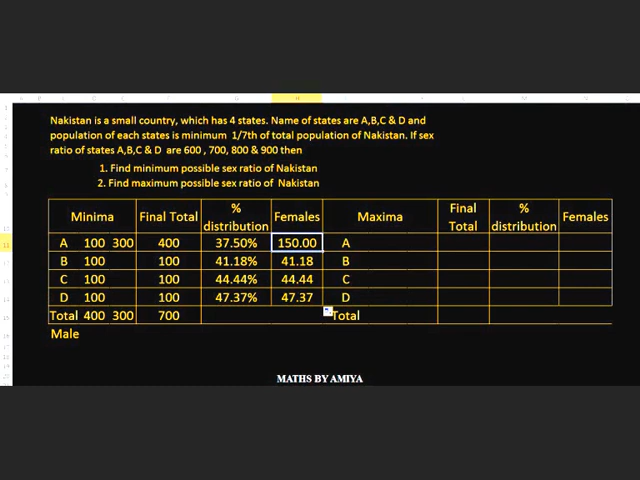 Nakistan is a small country, which has 4 states. Name of states are A,B,C & D and
population of each states is minimum 1/7th of total population of Nakistan. If sex
ratio of states A,B,C & D are 600 , 700, 800 & 900 then
1. Find minimum possible sex ratio of Nakistan
2. Find maximum possible sex ratio of Nakistan
Minima Final Total % distribution Females Maxima Final Total % distribution Females
A 100 300 400 37.50% 150.00 A
B 100 100 41.18% 41.18 B
C 100 100 44.44% 44.44 C
D 100 100 47.37% 47.37 D
Total 400 300 700 Total
Male
MATHS BY AMIYA